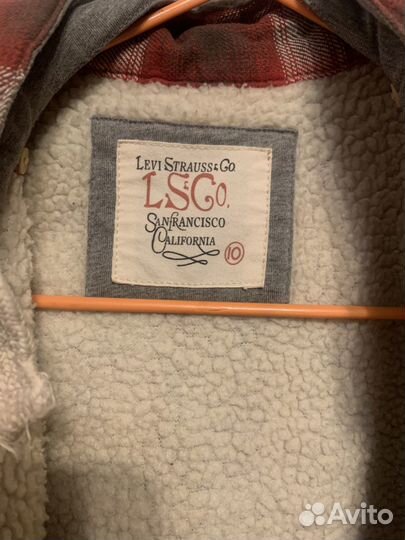 LEVI STRAUSS & CO.
LS&CO.
SAN FRANCISCO
CALIFORNIA
10
Avito